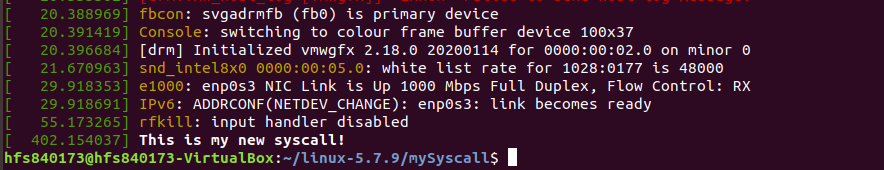 [   20.388969] fbcon: svgadrmfb (fb0) is primary device
[   20.391419] Console: switching to colour frame buffer device 100x37
[   20.396684] [drm] Initialized vmwgfx 2.18.0 20200114 for 0000:00:02.0 on minor 0
[   21.670963] snd_intel8x0 0000:00:05.0: white list rate for 1028:0177 is 48000
[   29.918353] e1000: enp0s3 NIC Link is Up 1000 Mbps Full Duplex, Flow Control: RX
[   29.918691] IPv6: ADDRCONF(NETDEV_CHANGE): enp0s3: link becomes ready
[   55.173265] rfkill: input handler disabled
[  402.154037] This is my new syscall!
hfs840173@hfs840173-VirtualBox:~/linux-5.7.9/mySyscall$